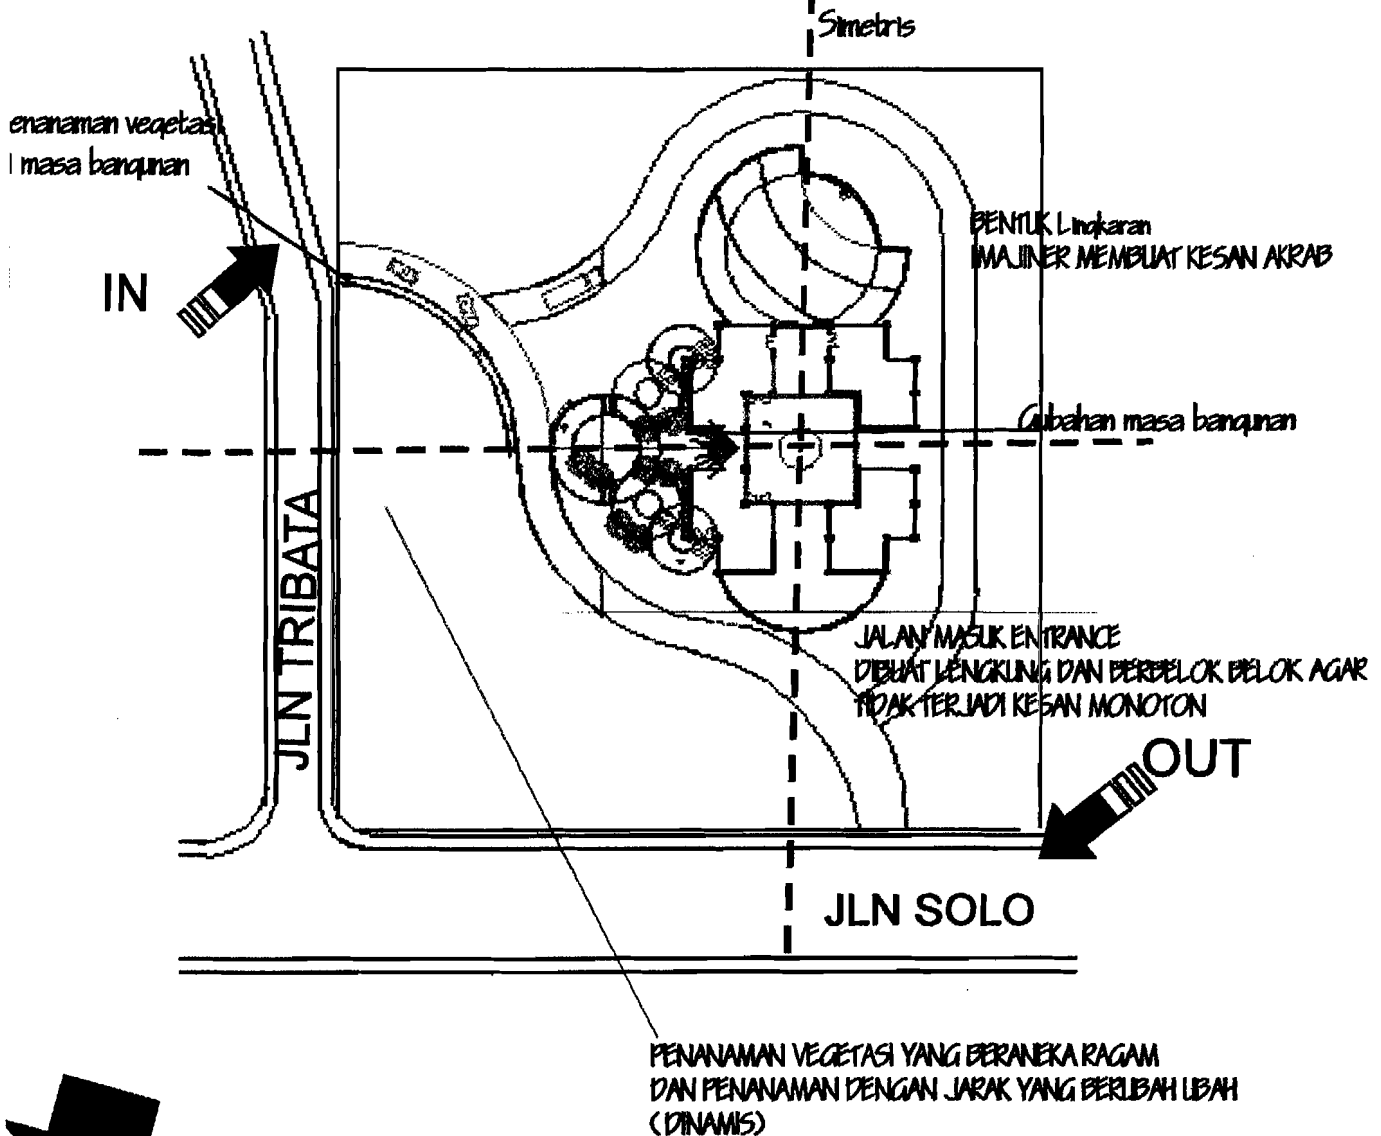 Simetris
enanaman vegetasi
masa bangunan
IN
BENTUK Lingkaran
IMAJINER MEMBUAT KESAN AKRAB
Gubahan masa bangunan
JLN TRIBATA
JALAN MASUK ENTRANCE
DIBUAT LENGKUNG DAN BERBELOK BELOK AGAR
TIDAK TERJADI KESAN MONOTON
OUT
JLN SOLO
PENANAMAN VEGETASI YANG BERANEKA RAGAM
DAN PENANAMAN DENGAN JARAK YANG BERUBAH UBAH
(DINAMIS)